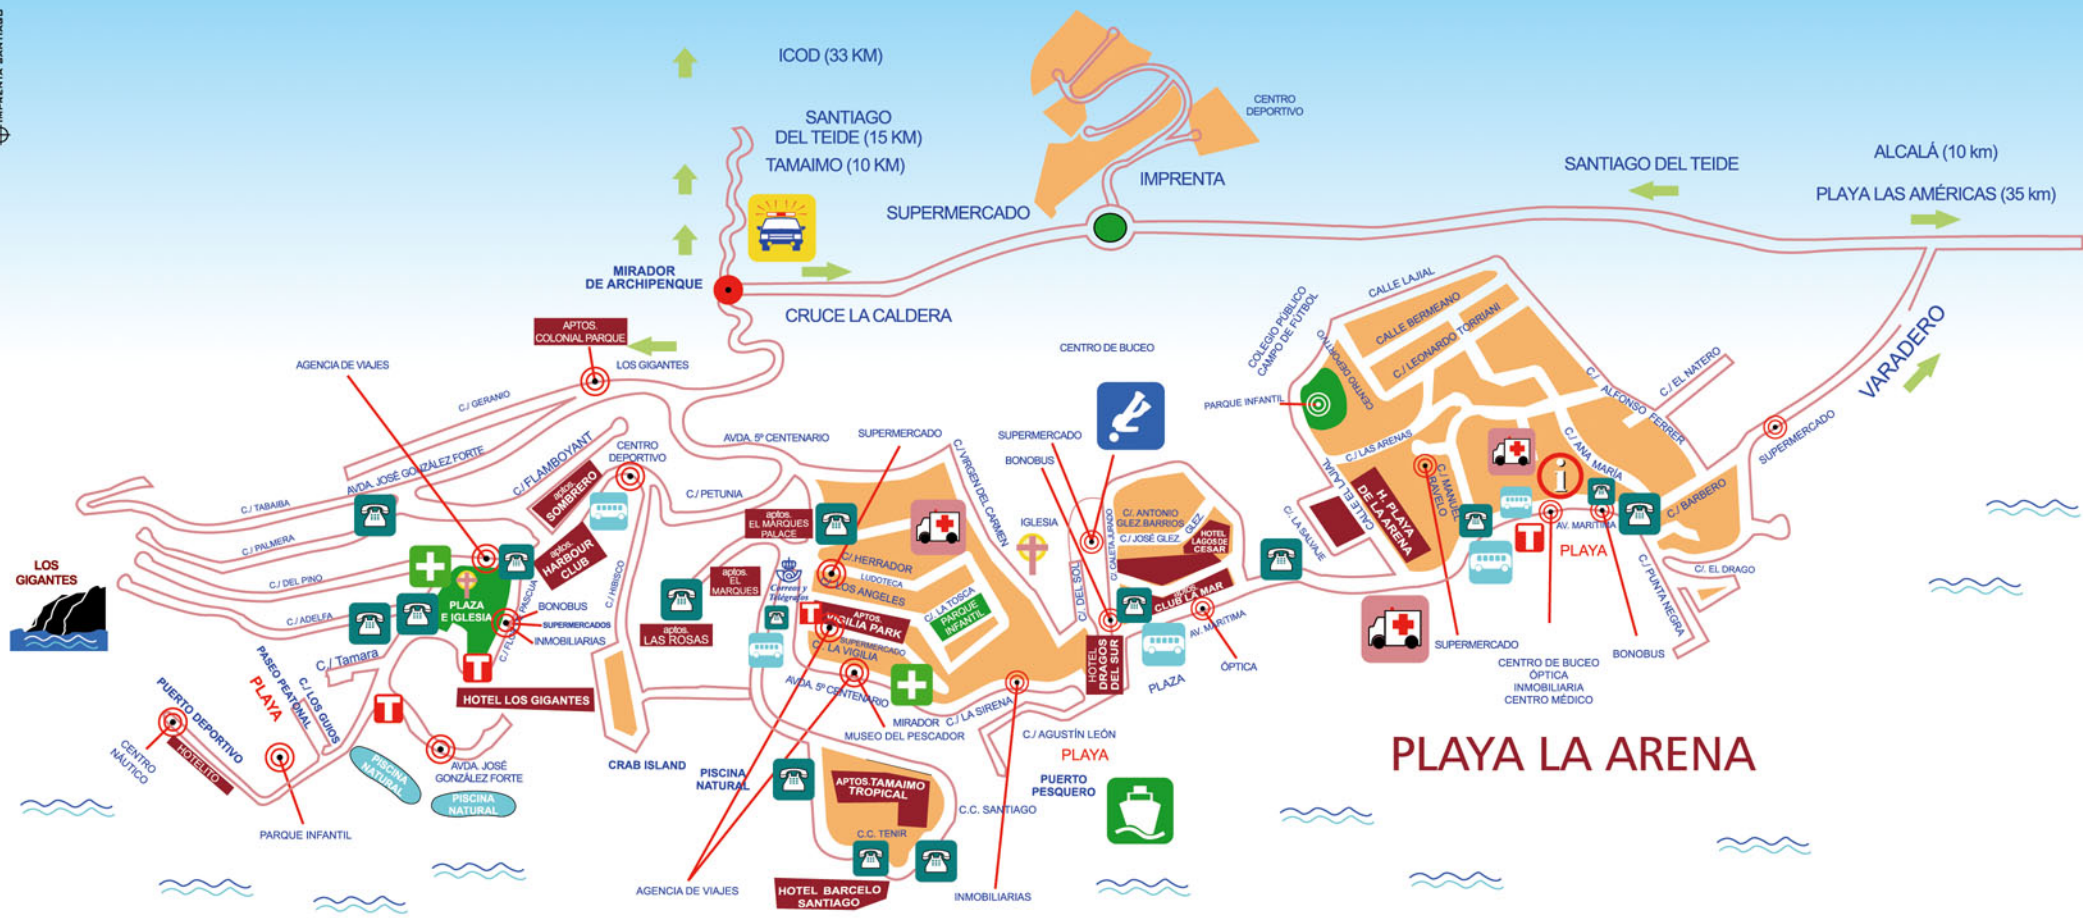 IMPRENTA SANTIAGO
ICOD (33 KM)
SANTIAGO
DEL TEIDE (15 KM)
TAMAIMO (10 KM)
CENTRO
DEPORTIVO
IMPRENTA
SUPERMERCADO
SANTIAGO DEL TEIDE
ALCALÁ (10 km)
PLAYA LAS AMÉRICAS (35 km)
MIRADOR
DE ARCHIPENQUE
CRUCE LA CALDERA
VARADERO
APTOS.
COLONIAL PARQUE
LOS GIGANTES
AGENCIA DE VIAJES
C./ GERANIO
AVDA. JOSÉ GONZÁLEZ FORTE
C./ FLAMBOYANT
CENTRO
DEPORTIVO
AVDA. 5º CENTENARIO
SUPERMERCADO
C./ VIRGEN DEL CARMEN
SUPERMERCADO
BONOBUS
CENTRO DE BUCEO
COLEGIO PÚBLICO
CAMPO DE FÚTBOL
CENTRO DEPORTIVO
PARQUE INFANTIL
CALLE LAJIAL
CALLE BERMEANO
C./ LEONARDO TORRIANI
C./ EL NATERO
C./ ALFONSO FERRER
SUPERMERCADO
C./ LAS ARENAS
C./ ANA MARÍA
C./ MANUEL
RAVELO
i
C./ BARBERO
H. PLAYA
DE LA ARENA
CALLE EL LAJIAL
C./ LA SALVAJE
AV. MARITIMA
PLAYA
T
C./ EL DRAGO
C./ PUNTA NEGRA
C./ TABAIBA
C./ PALMERA
C./ DEL PINO
C./ ADELFA
C./ Tamara
LOS
GIGANTES
aptos.
SOMBRERO
aptos.
HARBOUR
CLUB
C./ PETUNIA
C./ HIBISCO
aptos.
EL MARQUES
PALACE
aptos.
EL
MARQUES
aptos.
LAS ROSAS
Correos y
Telégrafos
C./ HERRADOR
LUDOTECA
C/ LOS ANGELES
C./ LA TOSCA
PARQUE
INFANTIL
T
APTOS.
VIGILIA PARK
SUPERMERCADO
C/. LA VIGILIA
AVDA. 5º CENTENARIO
IGLESIA
C./ DEL SOL
C./ CALETA JURADO
C/. ANTONIO
GLEZ.BARRIOS
C./ JOSÉ GLEZ.
GLEZ.
HOTEL
LAGOS DE
CESAR
CLUB LA MAR
AV. MARITIMA
HOTEL
DRAGOS
DEL SUR
PLAZA
ÓPTICA
SUPERMERCADO
CENTRO DE BUCEO
ÓPTICA
INMOBILIARIA
CENTRO MÉDICO
BONOBUS
PLAZA
E IGLESIA
PASCUA
BONOBUS
SUPERMERCADOS
INMOBILIARIAS
T
HOTEL LOS GIGANTES
T
PASEO PEATONAL
C./ LOS GUIOS
PLAYA
PUERTO DEPORTIVO
CENTRO
NÁUTICO
HOTELITO
PARQUE INFANTIL
PISCINA
NATURAL
AVDA. JOSÉ
GONZÁLEZ FORTE
PISCINA
NATURAL
CRAB ISLAND
PISCINA
NATURAL
MIRADOR
MUSEO DEL PESCADOR
C./ LA SIRENA
C./ AGUSTÍN LEÓN
PLAYA
PUERTO
PESQUERO
APTOS.TAMAIMO
TROPICAL
C.C. SANTIAGO
C.C. TENIR
AGENCIA DE VIAJES
HOTEL BARCELO
SANTIAGO
INMOBILIARIAS
PLAYA LA ARENA